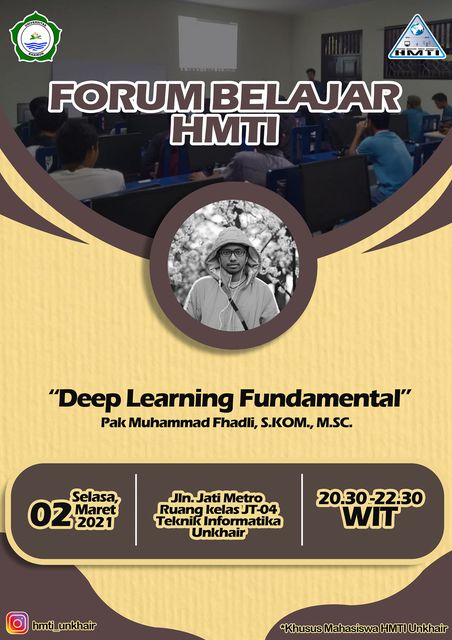 HMTI
FORUM BELAJAR
HMTI
“Deep Learning Fundamental”
Pak Muhammad Fhadli, S.KOM., M.SC.
02 Selasa,
Maret
2021
Jln. Jati Metro
Ruang kelas JT-04
Teknik Informatika
Unkhair
20.30 -22.30
WIT
hmti_unkhair
*Khusus Mahasiswa HMTI Unkhair